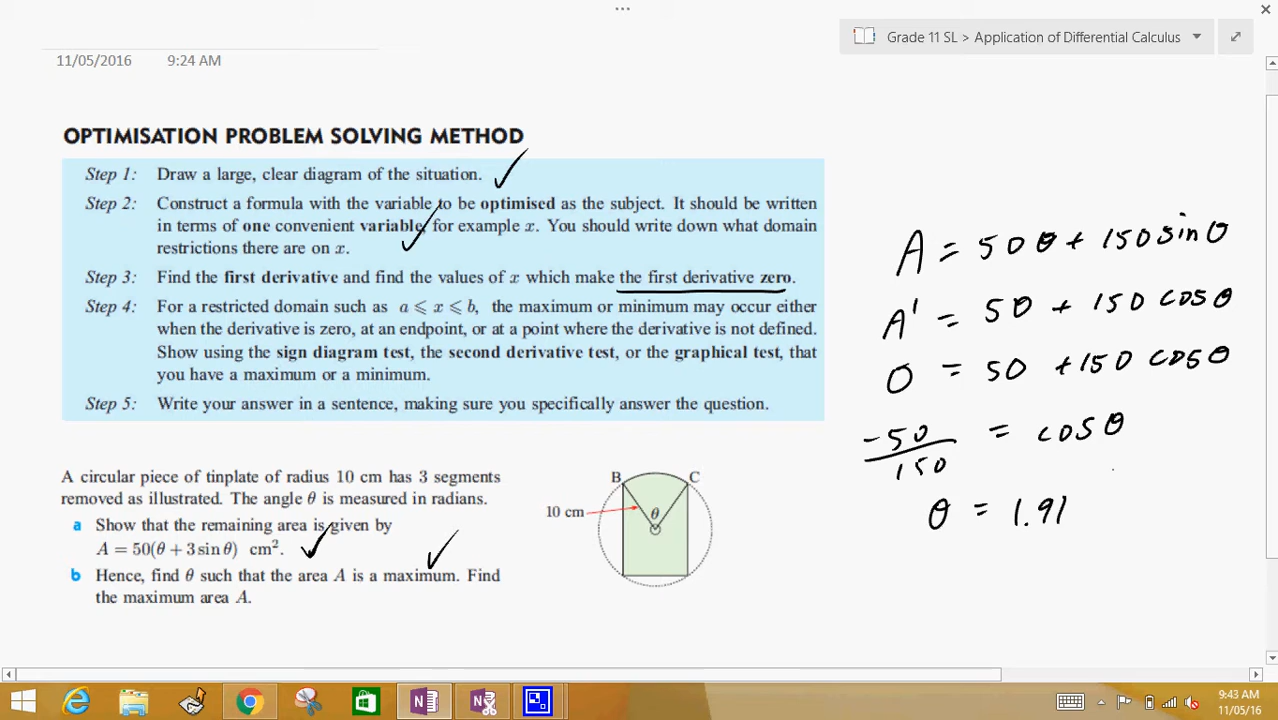 Grade 11 SL > Application of Differential Calculus
11/05/2016 9:24 AM
OPTIMISATION PROBLEM SOLVING METHOD
Step 1: Draw a large, clear diagram of the situation.
Step 2: Construct a formula with the variable to be optimised as the subject. It should be written
in terms of one convenient variable, for example x. You should write down what domain
restrictions there are on x.
Step 3: Find the first derivative and find the values of x which make the first derivative zero.
Step 4: For a restricted domain such as a ⩽ x ⩽ b, the maximum or minimum may occur either
when the derivative is zero, at an endpoint, or at a point where the derivative is not defined.
Show using the sign diagram test, the second derivative test, or the graphical test, that
you have a maximum or a minimum.
Step 5: Write your answer in a sentence, making sure you specifically answer the question.
A circular piece of tinplate of radius 10 cm has 3 segments
removed as illustrated. The angle θ is measured in radians.
a Show that the remaining area is given by
A = 50(θ + 3 sin θ) cm².
b Hence, find θ such that the area A is a maximum. Find
the maximum area A.
B C
10 cm
θ
A = 50θ + 150sinθ
A' = 50 + 150 cosθ
0 = 50 + 150 cosθ
-50/150 = cosθ
θ = 1.91
9:43 AM
11/05/16